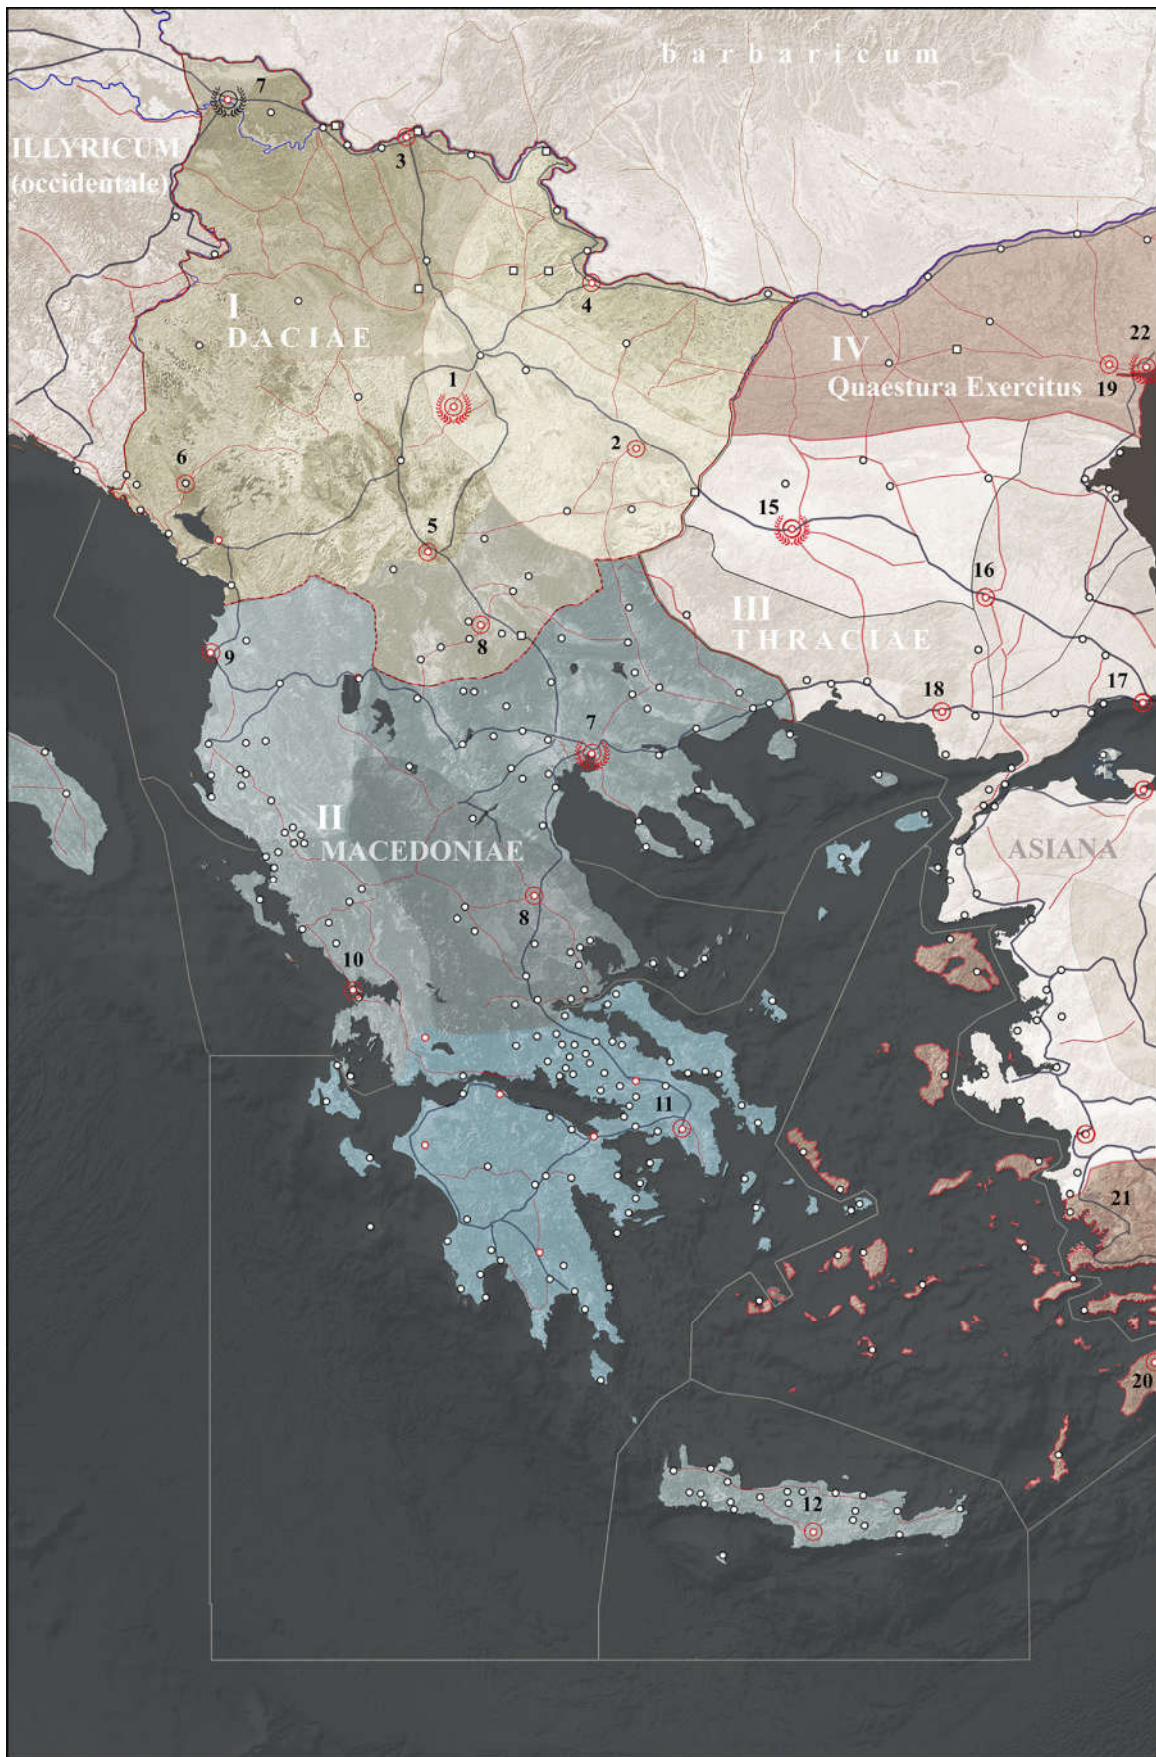 barbaricum
7
ILLYRICUM
(occidentale)
3
4
I
DACIAE
IV
Quaestura Exercitus
22
19
1
2
6
15
5
16
III
THRACIAE
8
9
18
17
7
II
MACEDONIAE
ASIANA
8
10
11
21
20
12